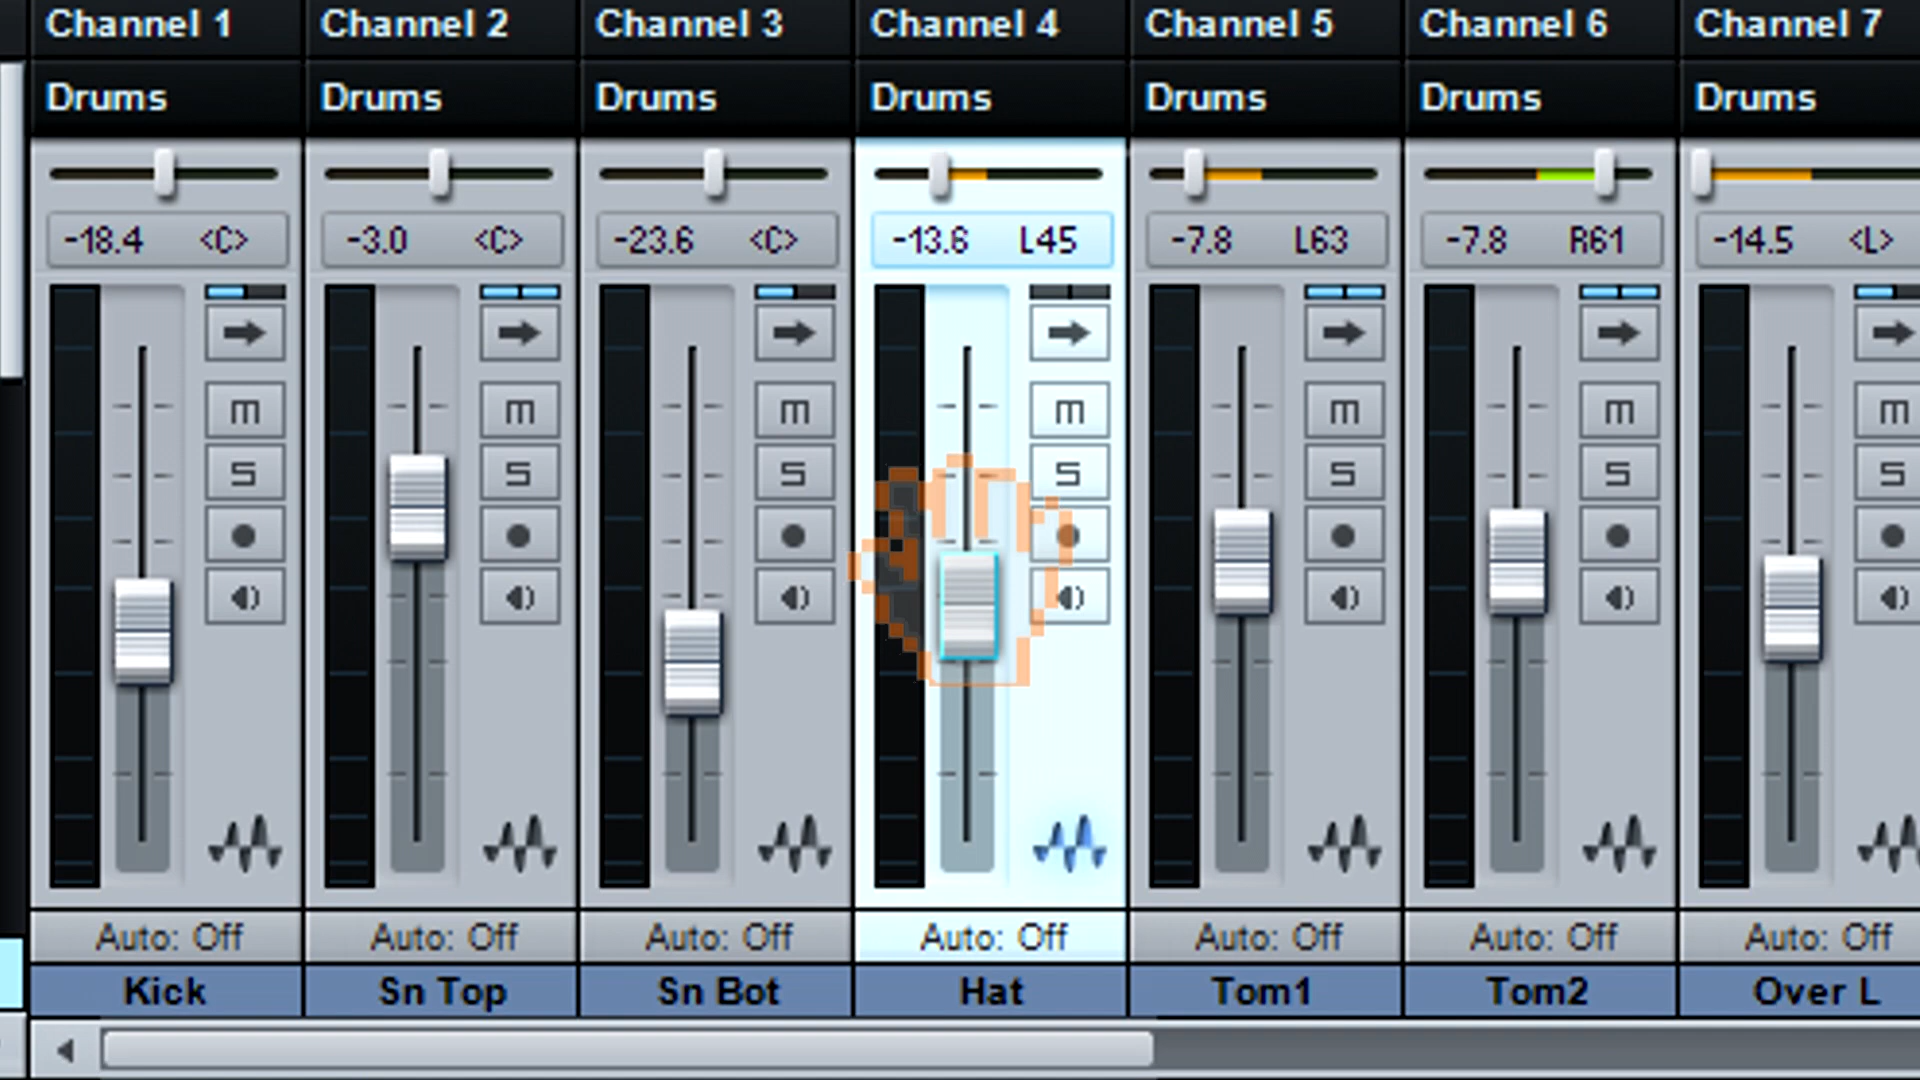 Channel 1 Channel 2 Channel 3 Channel 4 Channel 5 Channel 6 Channel 7
Drums Drums Drums Drums Drums Drums Drums
-18.4 <C> -3.0 <C> -23.6 <C> -13.6 L45 -7.8 L63 -7.8 R61 -14.5 <L>
m m m m m m m
S S S S S S S
Auto: Off Auto: Off Auto: Off Auto: Off Auto: Off Auto: Off Auto: Off
Kick Sn Top Sn Bot Hat Tom1 Tom2 Over L